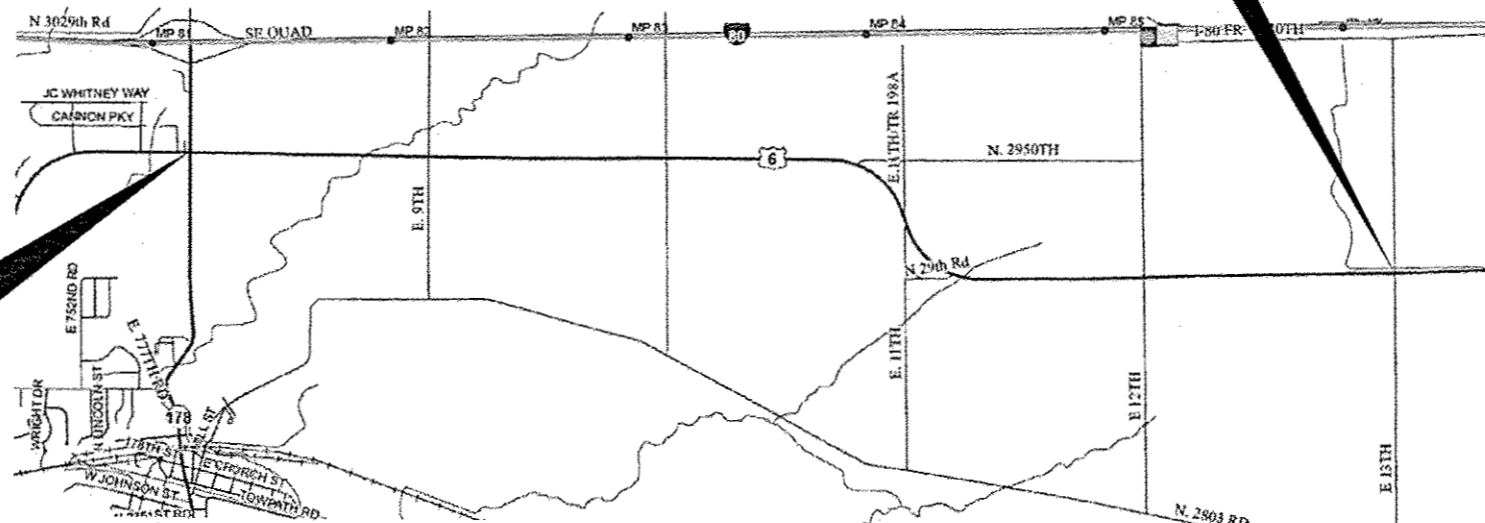 N 3029th Rd
MP 81
SE QUAD
MP 82
MP 83
80
MP 84
MP 85
I-80 FR
JC WHITNEY WAY
CANNON PKY
6
E. 11TH/TR 198A
N. 2950TH
E. 9TH
N 29th Rd
E 752ND RD
E. 777TH RD
E. 11TH
E 12TH
E 13TH
WRIGHT DR
N LINCOLN ST
178
E CHURCH ST
W JOHNSON ST
TOWPATH RD
N. 2803 RD